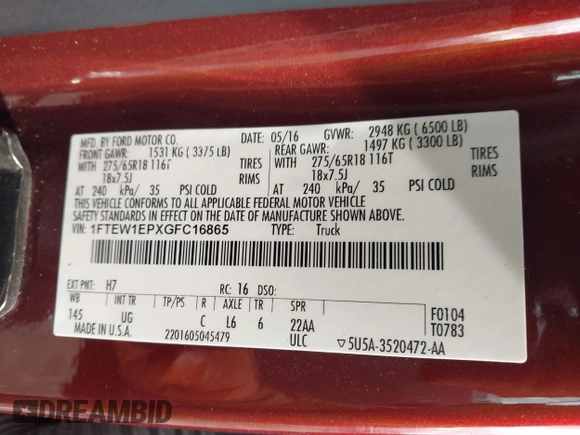 MFD. BY FORD MOTOR CO.
DATE: 05/16 GVWR: 2948 KG ( 6500 LB)
FRONT GAWR: 1531 KG ( 3375 LB) REAR GAWR: 1497 KG ( 3300 LB)
WITH 275/65R18 116T TIRES WITH 275/65R18 116T TIRES
18x7.5J RIMS 18x7.5J RIMS
AT 240 kPa/ 35 PSI COLD AT 240 kPa/ 35 PSI COLD
THIS VEHICLE CONFORMS TO ALL APPLICABLE FEDERAL MOTOR VEHICLE
SAFETY STANDARDS IN EFFECT ON THE DATE OF MANUFACTURE SHOWN ABOVE.
VIN: 1FTEW1EPXGFC16865 TYPE: Truck
EXT PNT: H7 RC: 16 DSO:
WB INT TR TP/PS R AXLE TR SPR
145 UG C L6 6 22AA
F0104
T0783
MADE IN U.S.A. 2201605045479 ULC ▽5U5A-3520472-AA
DREAMBID